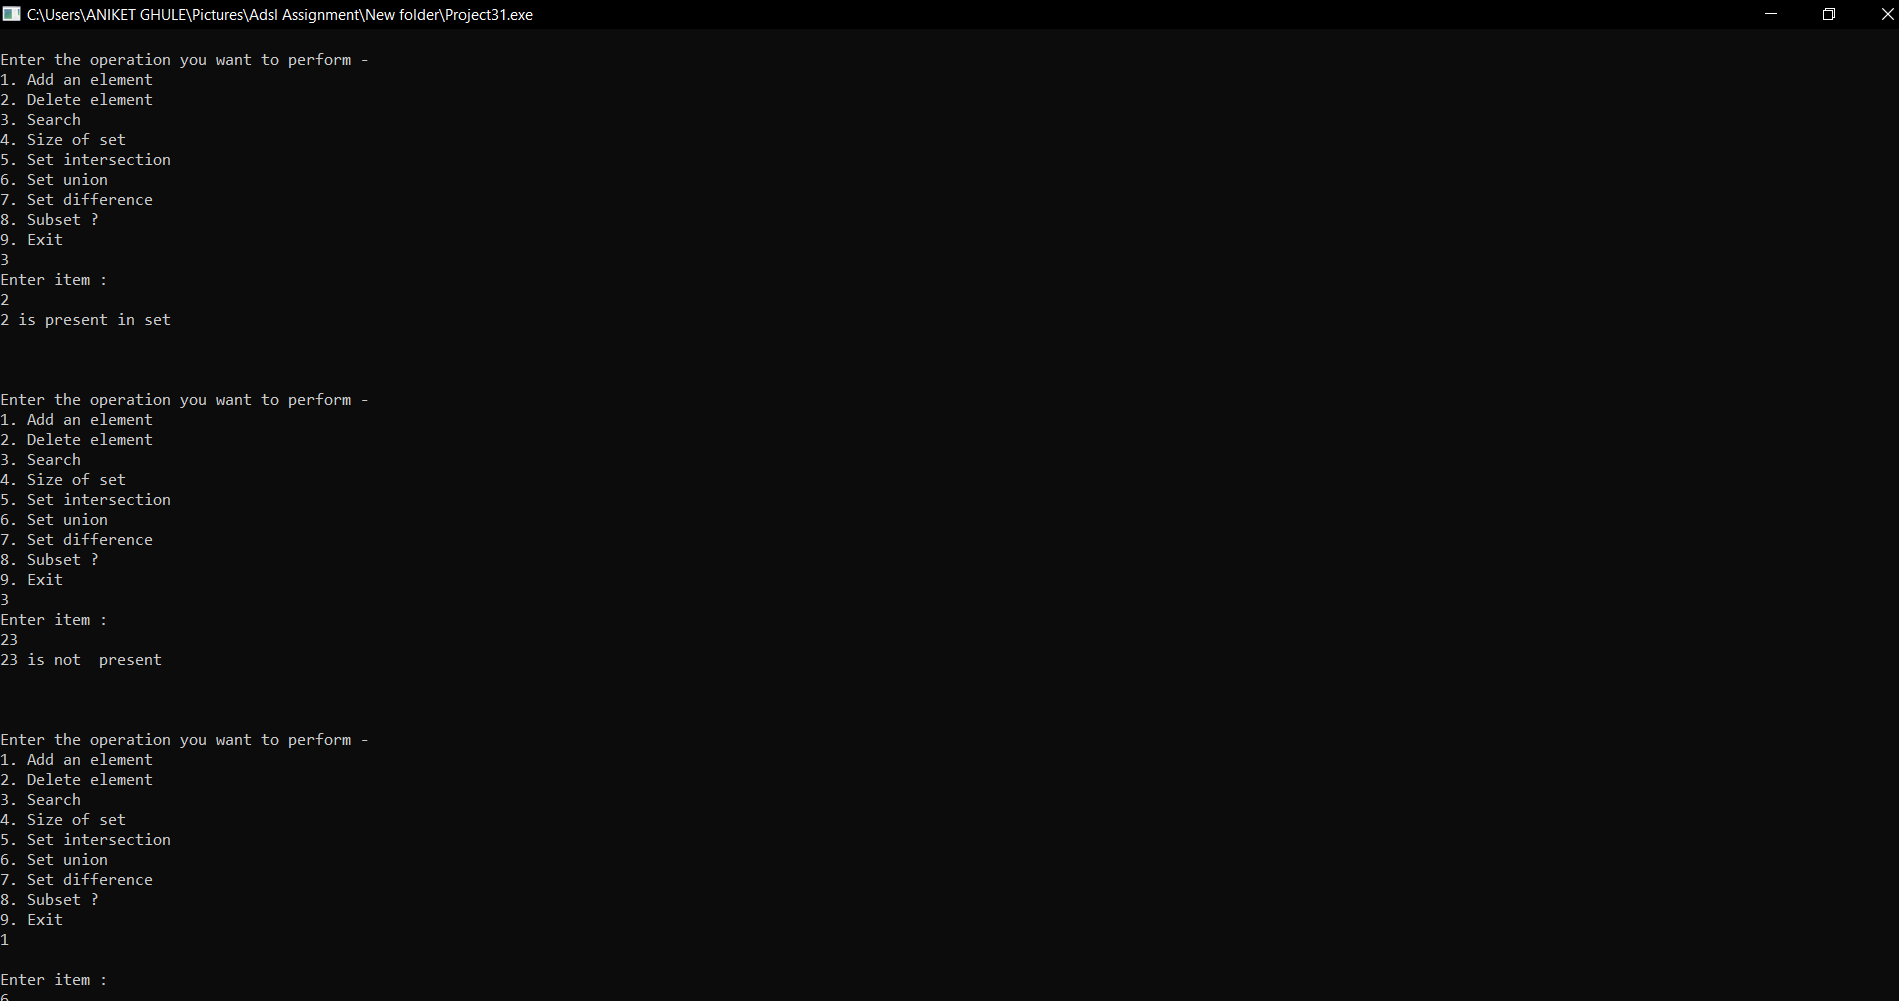 C:\Users\ANIKET GHULE\Pictures\Adsl Assignment\New folder\Project31.exe
Enter the operation you want to perform -
1. Add an element
2. Delete element
3. Search
4. Size of set
5. Set intersection
6. Set union
7. Set difference
8. Subset ?
9. Exit
3
Enter item :
2
2 is present in set
Enter the operation you want to perform -
1. Add an element
2. Delete element
3. Search
4. Size of set
5. Set intersection
6. Set union
7. Set difference
8. Subset ?
9. Exit
3
Enter item :
23
23 is not  present
Enter the operation you want to perform -
1. Add an element
2. Delete element
3. Search
4. Size of set
5. Set intersection
6. Set union
7. Set difference
8. Subset ?
9. Exit
1
Enter item :
6